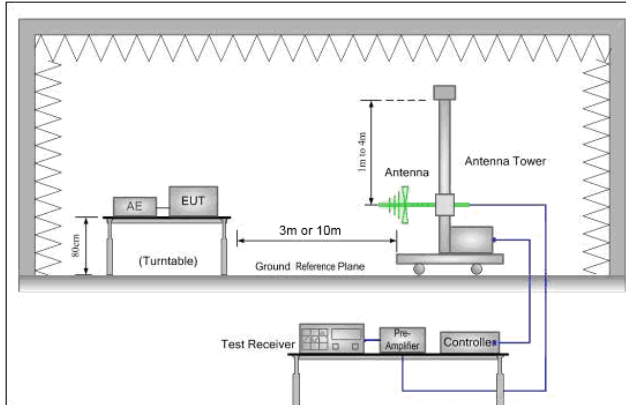 1m to 4m
Antenna
Antenna Tower
AE
EUT
80cm
(Turntable)
3m or 10m
Ground Reference Plane
Test Receiver
Pre-
Amplifier
Controller